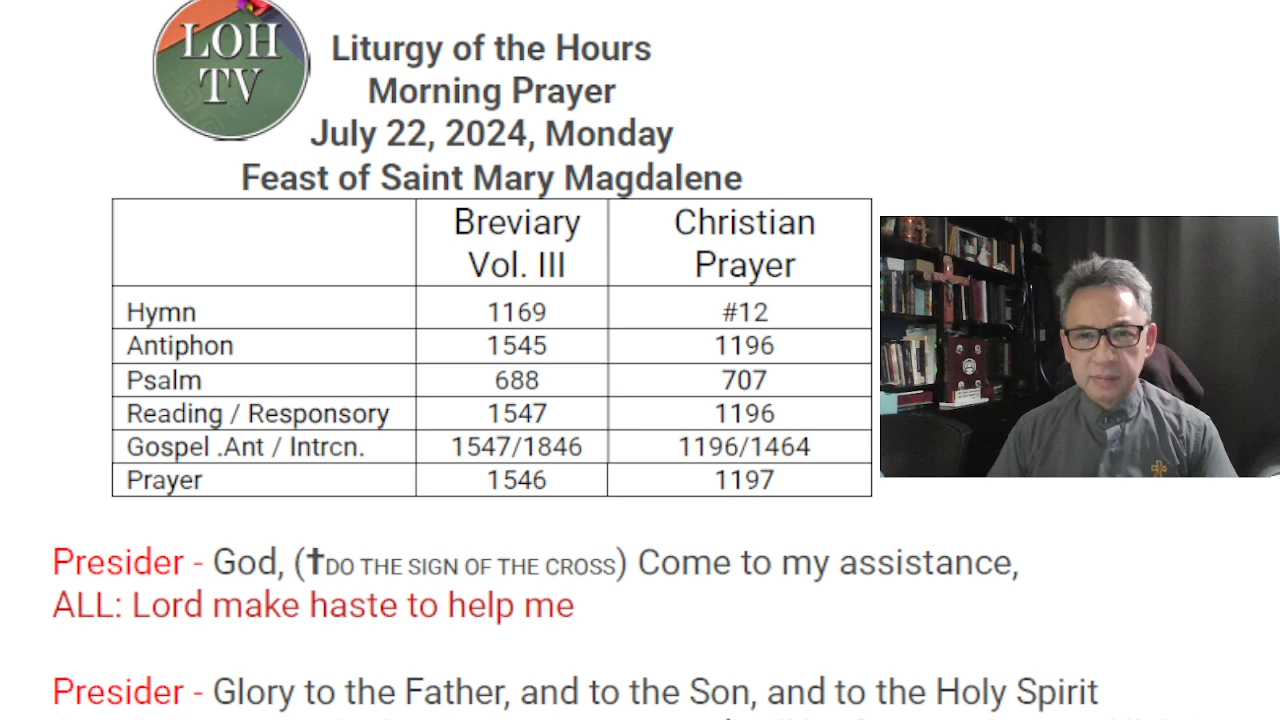 LOH
TV
Liturgy of the Hours
Morning Prayer
July 22, 2024, Monday
Feast of Saint Mary Magdalene
Breviary Vol. III Christian Prayer
Hymn 1169 #12
Antiphon 1545 1196
Psalm 688 707
Reading / Responsory 1547 1196
Gospel .Ant / Intrcn. 1547/1846 1196/1464
Prayer 1546 1197
Presider - God, (✝DO THE SIGN OF THE CROSS) Come to my assistance,
ALL: Lord make haste to help me
Presider - Glory to the Father, and to the Son, and to the Holy Spirit